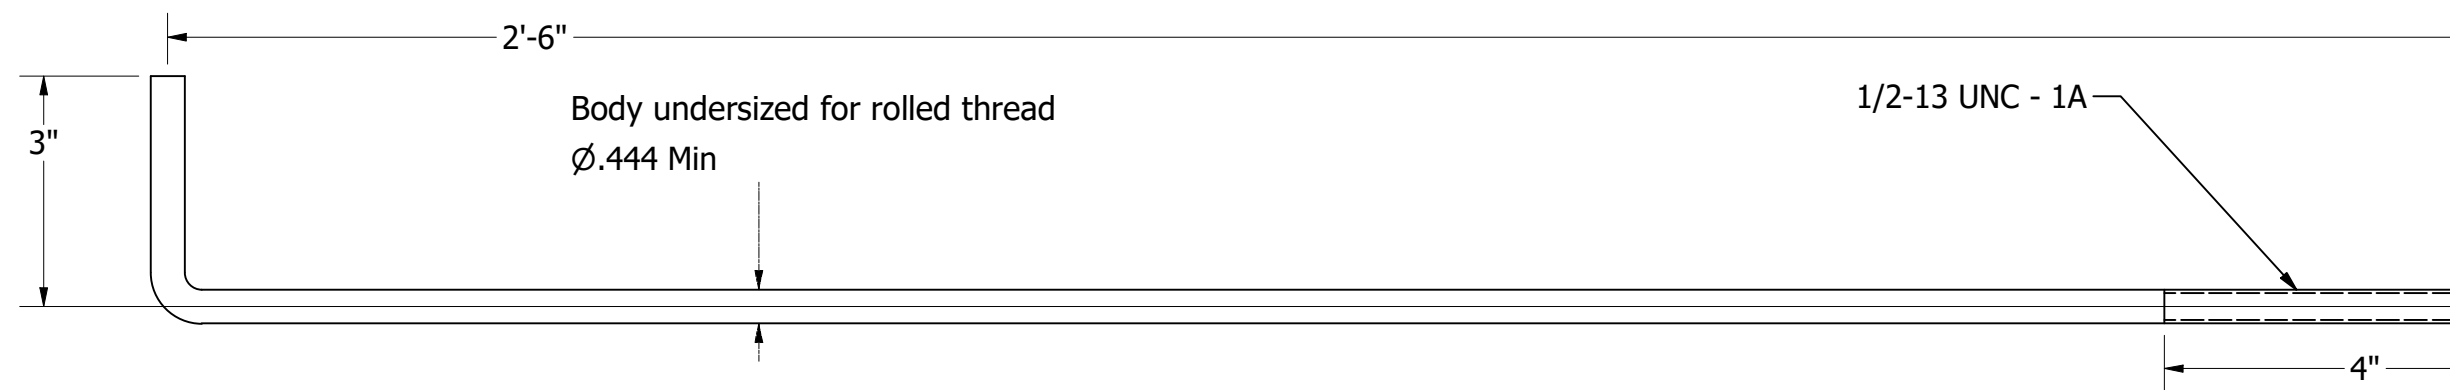 2'-6"
3"
Body undersized for rolled thread
Ø.444 Min
1/2-13 UNC - 1A
4"